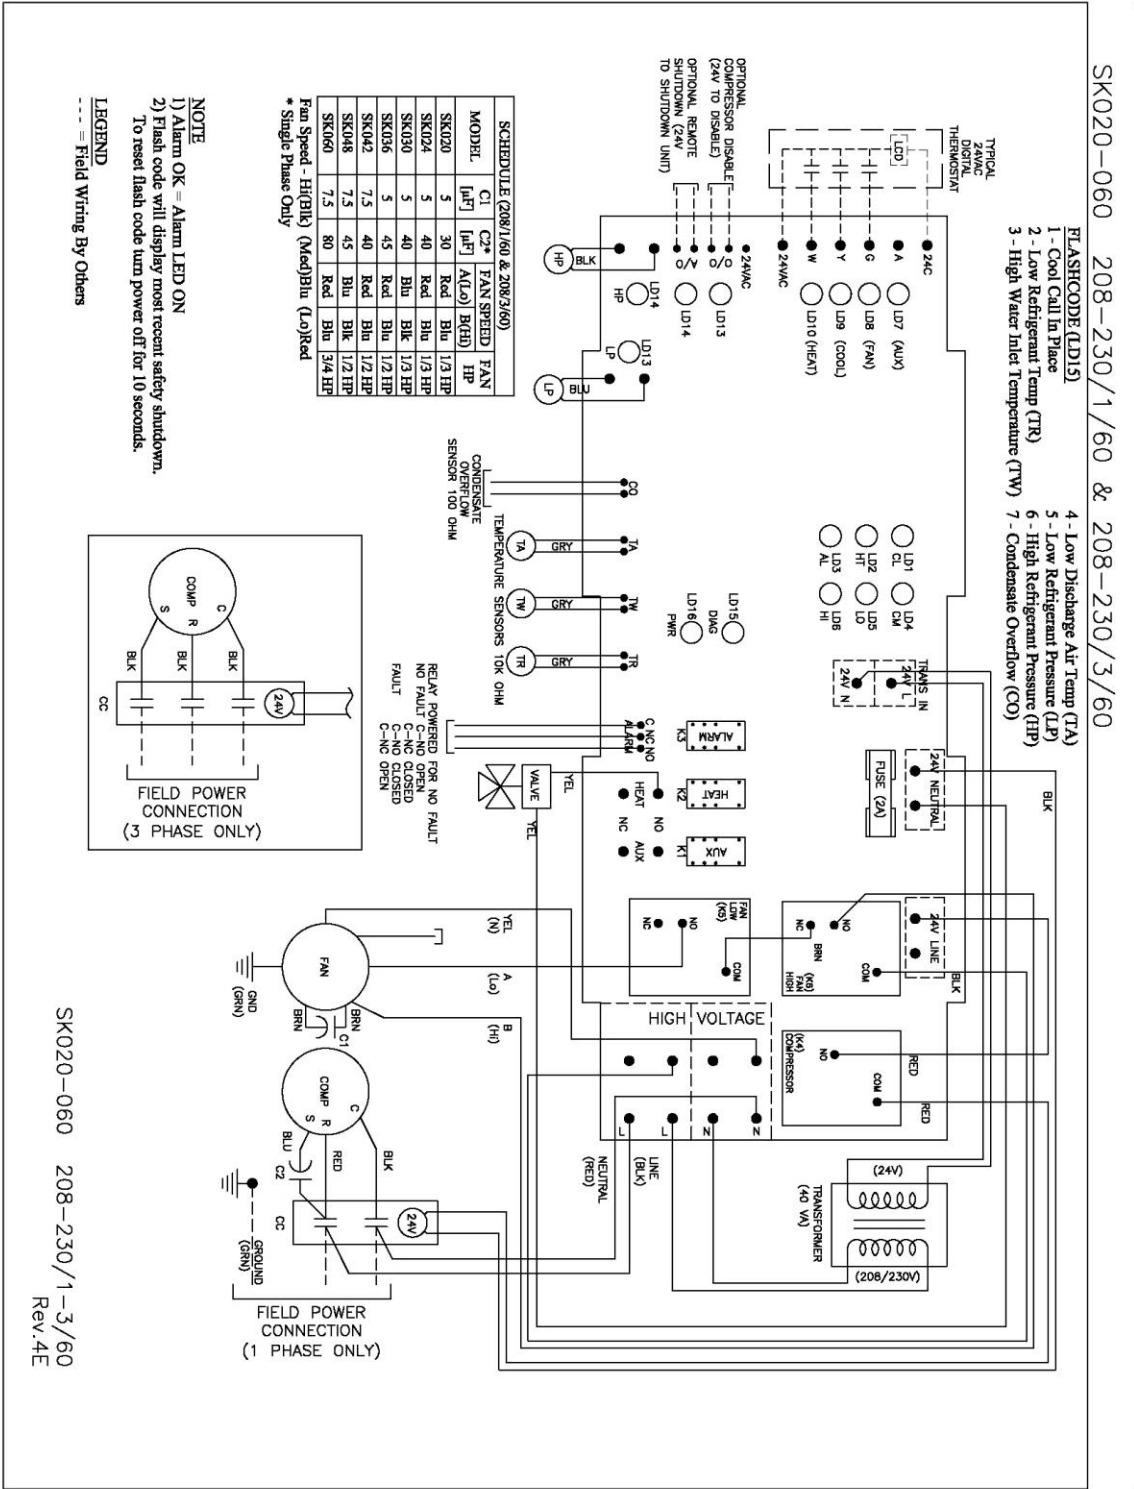 SK020-060 208-230/1/60 & 208-230/3/60
FLASHCODE (LD15)
1 - Cool Call In Place
2 - Low Refrigerant Temp (TR)
3 - High Water Inlet Temperature (TW)
4 - Low Discharge Air Temp (TA)
5 - Low Refrigerant Pressure (LP)
6 - High Refrigerant Pressure (HP)
7 - Condensate Overflow (CO)
TYPICAL
24VAC
DIGITAL
THERMOSTAT
LCD
24C
A
G
Y
W
24VAC
LD7 (AUX)
LD8 (FAN)
LD9 (COOL)
LD10 (HEAT)
OPTIONAL
COMPRESSOR DISABLE
(24V TO DISABLE)
OPTIONAL REMOTE
SHUTDOWN (24V
TO SHUTDOWN UNIT)
24VAC
O/O
A/O
LD13
LD14
HP
BLK
LD14
HP
LD13
LP
LP
BLU
SCHEDULE (208/1/60 & 208/3/60)
MODEL C1 [µF] C2* [µF] FAN SPEED A(Lo) B(Hi) FAN HP
SK020 5 30 Red Blu 1/3 HP
SK024 5 40 Red Blu 1/3 HP
SK030 5 40 Blu Blk 1/3 HP
SK036 5 45 Red Blu 1/2 HP
SK042 7.5 40 Red Blu 1/2 HP
SK048 7.5 45 Blu Blk 1/2 HP
SK060 7.5 80 Red Blu 3/4 HP
Fan Speed - Hi(Blk) (Med)Blu (Lo)Red
* Single Phase Only
NOTE
1) Alarm OK = Alarm LED ON
2) Flash code will display most recent safety shutdown.
To reset flash code turn power off for 10 seconds.
LEGEND
--- = Field Wiring By Others
CONDENSATE
OVERFLOW
SENSOR 100 OHM
CO
TA
TW
TR
GRY
GRY
GRY
TA
TW
TR
TEMPERATURE SENSORS 10K OHM
LD1
CL
LD2
HT
LD3
AL
LD4
CM
LD5
LO
LD6
HI
LD15
DIAG
LD16
PWR
TRANS IN
24V L
24V N
FUSE (2A)
24V NEUTRAL
BLK
24V LINE
BLK
RELAY POWERED FOR NO FAULT
NO FAULT C-NO OPEN
C-NC CLOSED
FAULT C-NO CLOSED
C-NC OPEN
C NC NO
ALARM
K3
ALARM
K2
HEAT
K1
AUX
HEAT
NO
NC
AUX
VALVE
YEL
YEL
FAN
LOW
(K5)
NC
NO
COM
NC
NO
BRN
(K6)
FAN
HIGH
COM
HIGH VOLTAGE
L
L
N
N
(K4)
COMPRESSOR
NO
COM
RED
RED
LINE
(BLK)
NEUTRAL
(RED)
(24V)
TRANSFORMER
(40 VA)
(208/230V)
YEL
(N)
A
(Lo)
B
(Hi)
FAN
GND
(GRN)
BRN
BRN
C1
COMP
C
R
S
BLU
RED
BLK
C2
CC
24V
GROUND
(GRN)
FIELD POWER
CONNECTION
(1 PHASE ONLY)
COMP
C
R
S
BLK
BLK
BLK
CC
24V
FIELD POWER
CONNECTION
(3 PHASE ONLY)
SK020-060 208-230/1-3/60
Rev.4E